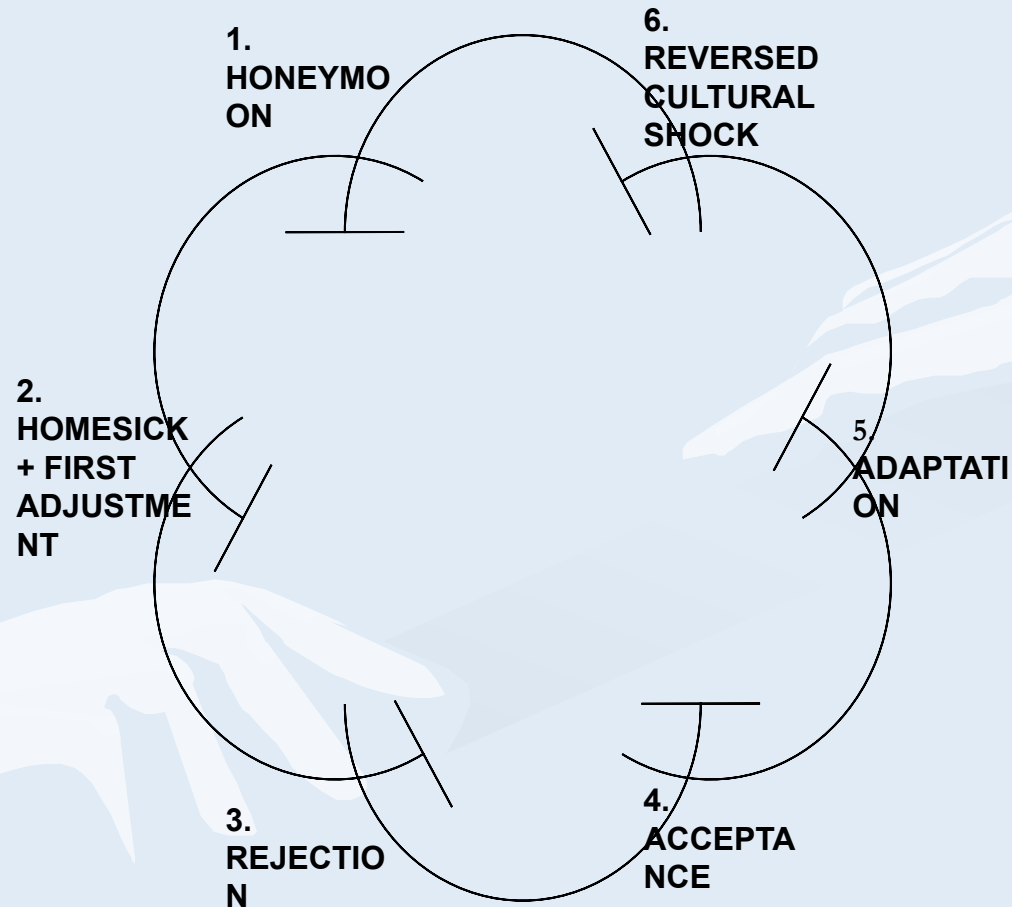 1.
HONEYMO
ON
2.
HOMESICK
+ FIRST
ADJUSTME
NT
3.
REJECTIO
N
4.
ACCEPTA
NCE
5.
ADAPTATI
ON
6.
REVERSED
CULTURAL
SHOCK